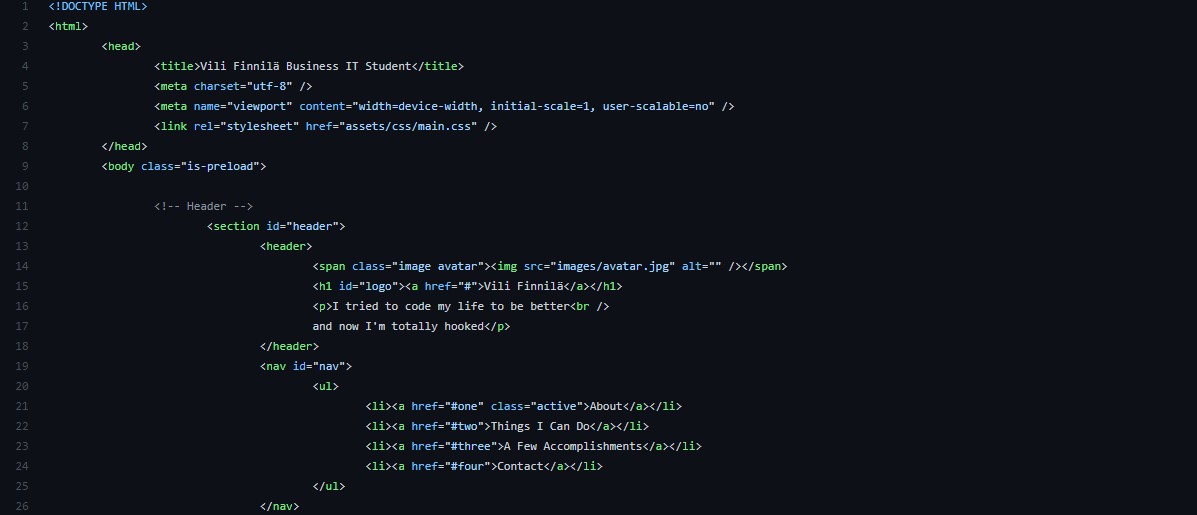 1 <!DOCTYPE HTML>
2 <html>
3 <head>
4 <title>Vili Finnilä Business IT Student</title>
5 <meta charset="utf-8" />
6 <meta name="viewport" content="width=device-width, initial-scale=1, user-scalable=no" />
7 <link rel="stylesheet" href="assets/css/main.css" />
8 </head>
9 <body class="is-preload">
10
11 <!-- Header -->
12 <section id="header">
13 <header>
14 <span class="image avatar"><img src="images/avatar.jpg" alt="" /></span>
15 <h1 id="logo"><a href="#">Vili Finnilä</a></h1>
16 <p>I tried to code my life to be better<br />
17 and now I'm totally hooked</p>
18 </header>
19 <nav id="nav">
20 <ul>
21 <li><a href="#one" class="active">About</a></li>
22 <li><a href="#two">Things I Can Do</a></li>
23 <li><a href="#three">A Few Accomplishments</a></li>
24 <li><a href="#four">Contact</a></li>
25 </ul>
26 </nav>